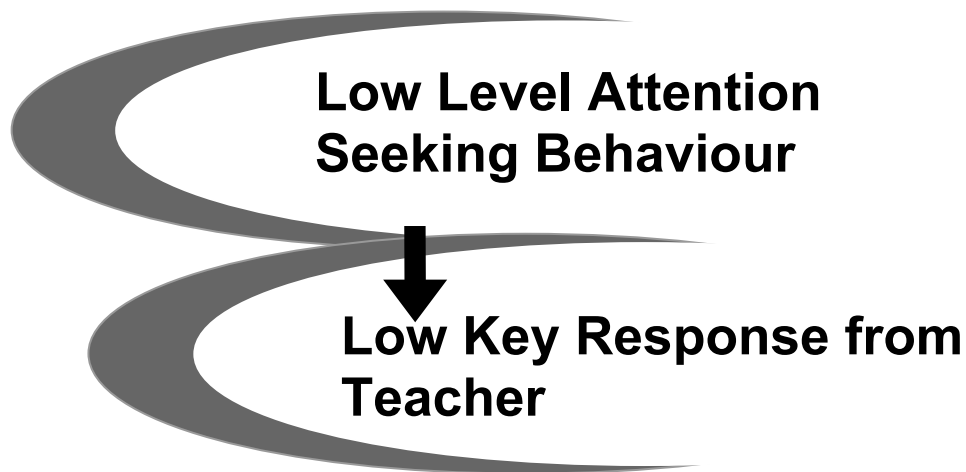 Low Level Attention
Seeking Behaviour
Low Key Response from
Teacher